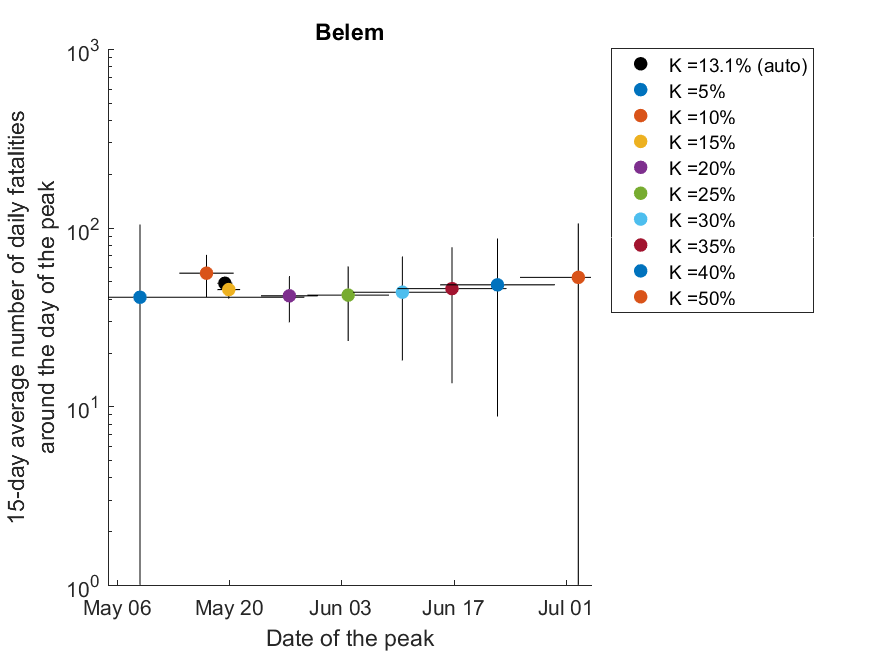 Belem
15-day average number of daily fatalities
around the day of the peak
10^3
10^2
10^1
10^0
May 06
May 20
Jun 03
Jun 17
Jul 01
Date of the peak
K =13.1% (auto)
K =5%
K =10%
K =15%
K =20%
K =25%
K =30%
K =35%
K =40%
K =50%